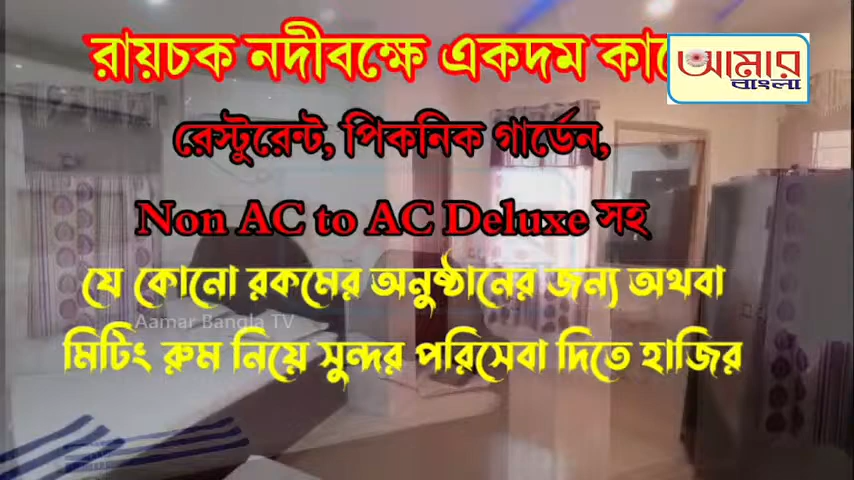 রায়চক নদীবক্ষে একদম
আমার
বাংলা
রেস্টুরেন্ট, পিকনিক গার্ডেন,
Non AC to AC Deluxe সহ
যে কোনো রকমের অনুষ্ঠানের জন্য অথবা
Aamar Bangla TV
মিটিং রুম নিয়ে সুন্দর পরিসেবা দিতে হাজির